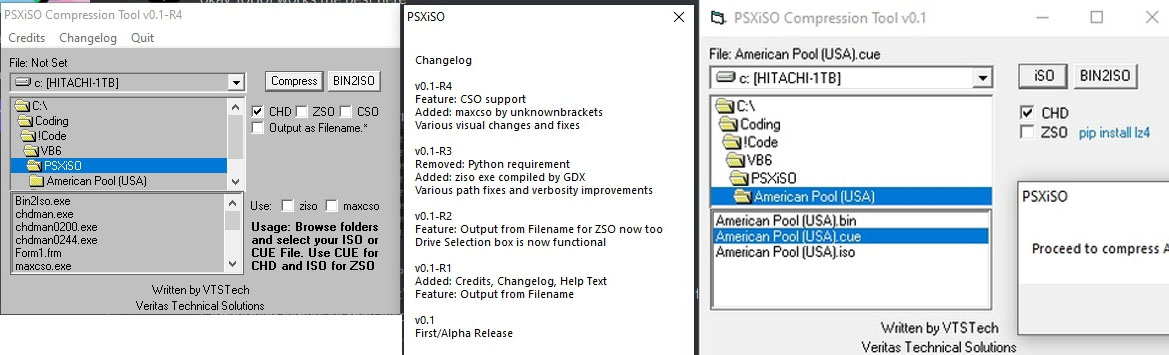 PSXiSO Compression Tool v0.1-R4
Credits Changelog Quit
File: Not Set
c: [HITACHI-1TB]
Compress BIN2ISO
C:\
Coding
!Code
VB6
PSXiSO
American Pool (USA)
CHD ZSO CSO
Output as Filename.*
Bin2Iso.exe
chdman.exe
chdman0200.exe
chdman0244.exe
Form1.frm
maxcso.exe
Use: ziso maxcso
Usage: Browse folders
and select your ISO or
CUE File. Use CUE for
CHD and ISO for ZSO
Written by VTSTech
Veritas Technical Solutions
PSXiSO
Changelog
v0.1-R4
Feature: CSO support
Added: maxcso by unknownbrackets
Various visual changes and fixes
v0.1-R3
Removed: Python requirement
Added: ziso exe compiled by GDX
Various path fixes and verbosity improvements
v0.1-R2
Feature: Output from Filename for ZSO now too
Drive Selection box is now functional
v0.1-R1
Added: Credits, Changelog, Help Text
Feature: Output from Filename
v0.1
First/Alpha Release
PSXiSO Compression Tool v0.1
File: American Pool (USA).cue
c: [HITACHI-1TB]
iSO BIN2ISO
C:\
Coding
!Code
VB6
PSXiSO
American Pool (USA)
CHD
ZSO pip install lz4
American Pool (USA).bin
American Pool (USA).cue
American Pool (USA).iso
PSXiSO
Proceed to compress A
Written by VTSTech
Veritas Technical Solutions